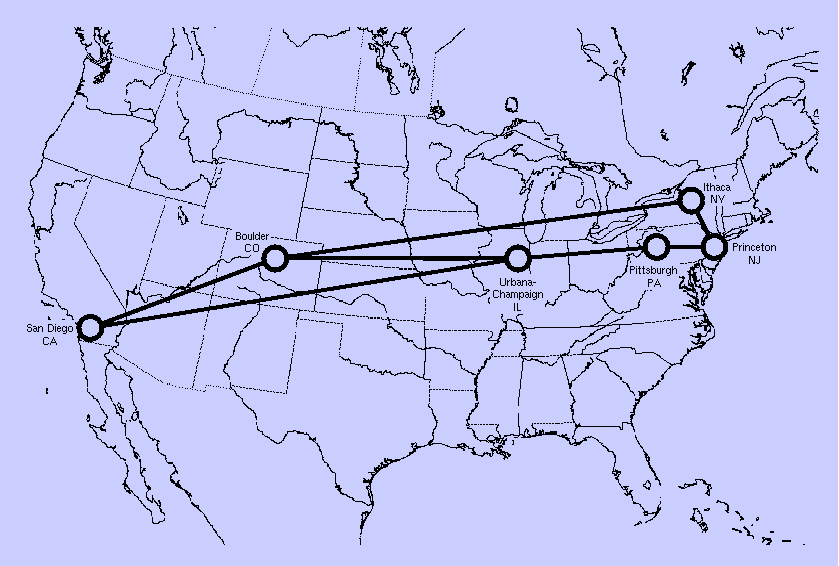 Ithaca
NY
Boulder
CO
Princeton
NJ
Pittsburgh
PA
Urbana-
Champaign
IL
San Diego
CA